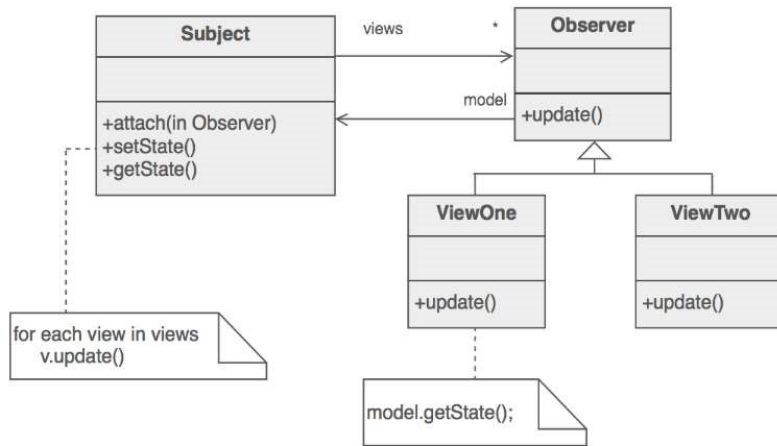 Subject
views
*
Observer
model
+attach(in Observer)
+setState()
+getState()
+update()
ViewOne
ViewTwo
+update()
+update()
for each view in views
v.update()
model.getState();